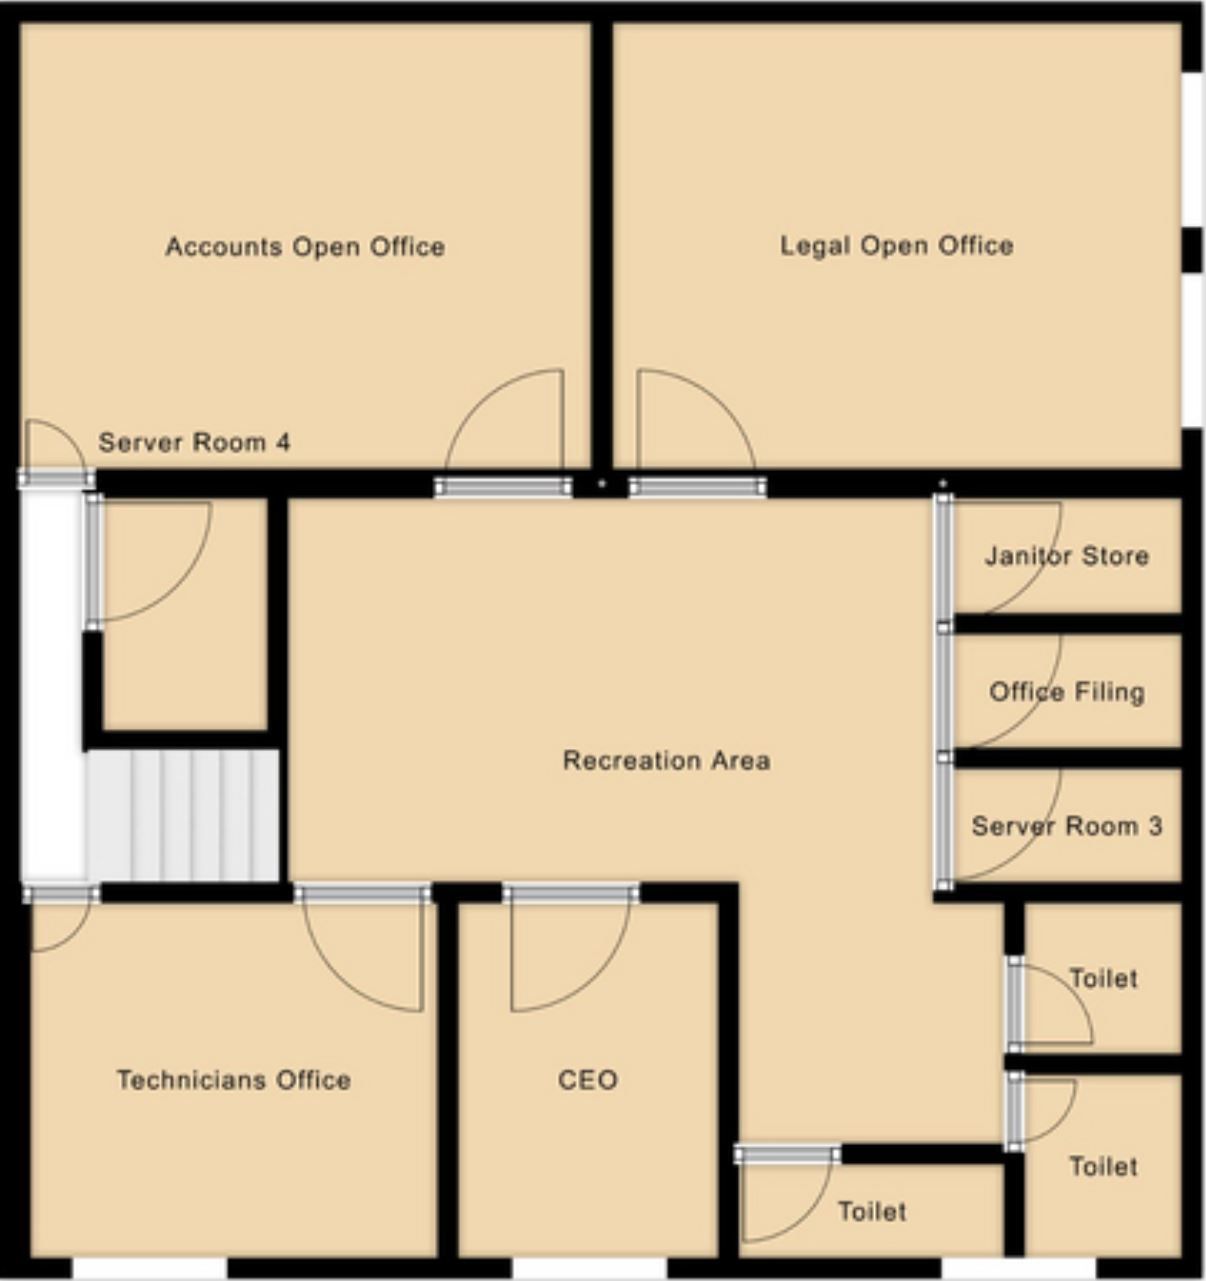 Accounts Open Office
Legal Open Office
Server Room 4
Janitor Store
Office Filing
Recreation Area
Server Room 3
Toilet
Technicians Office
CEO
Toilet
Toilet